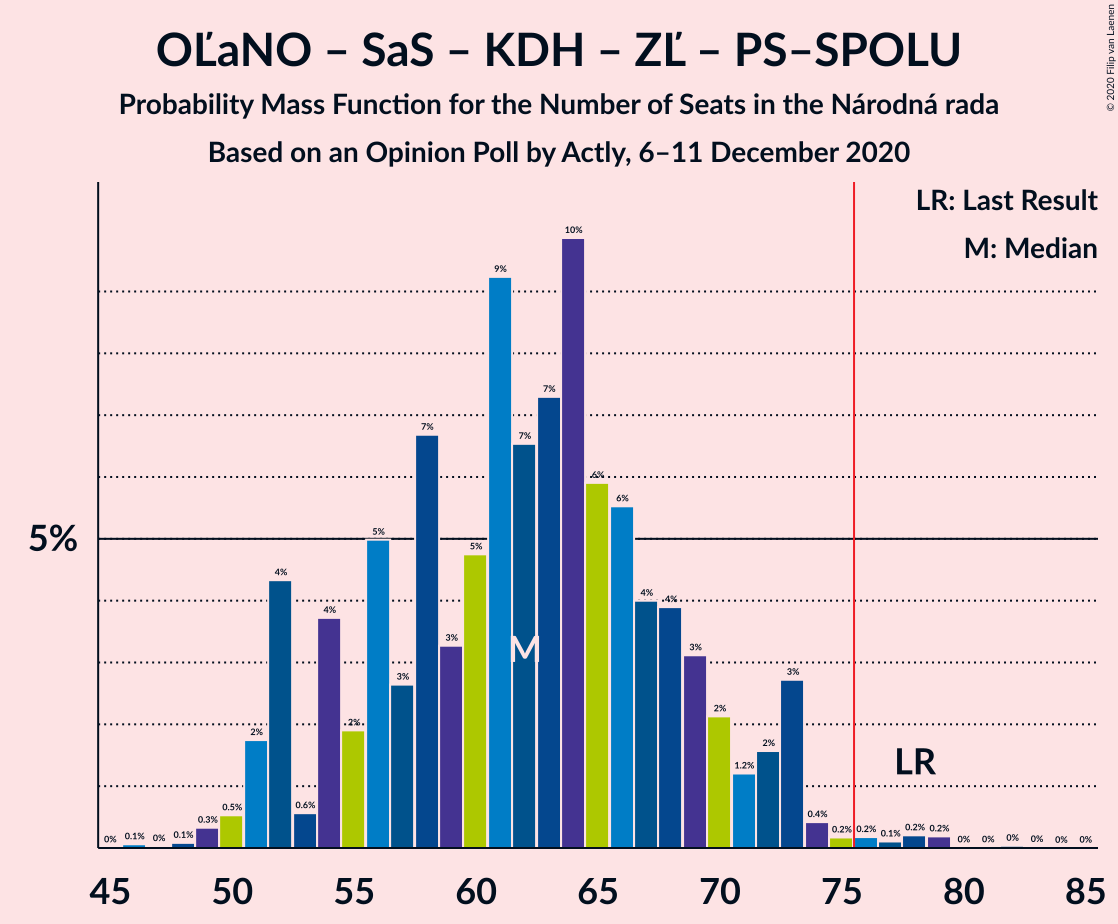 OĽaNO – SaS – KDH – ZĽ – PS–SPOLU
Probability Mass Function for the Number of Seats in the Národná rada
Based on an Opinion Poll by Actly, 6–11 December 2020
© 2020 Filip van Laenen
LR: Last Result
M: Median
5%
0% 0.1% 0% 0.1% 0.3% 0.5% 2% 4% 0.6% 4% 2% 5% 3% 7% 3% 5% 9% 7% 7% 10% 6% 6% 4% 4% 3% 2% 1.2% 2% 3% 0.4% 0.2% 0.2% 0.1% 0.2% 0.2% 0% 0% 0% 0% 0% 0%
M
LR
45 50 55 60 65 70 75 80 85